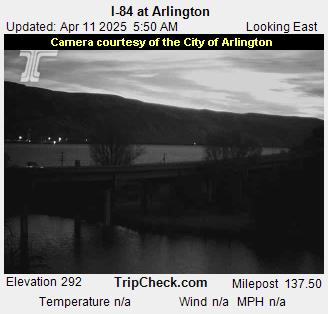 I-84 at Arlington
Updated: Apr 11 2025 5:50 AM Looking East
Camera courtesy of the City of Arlington
Elevation 292 TripCheck.com Milepost 137.50
Temperature n/a Wind n/a MPH n/a